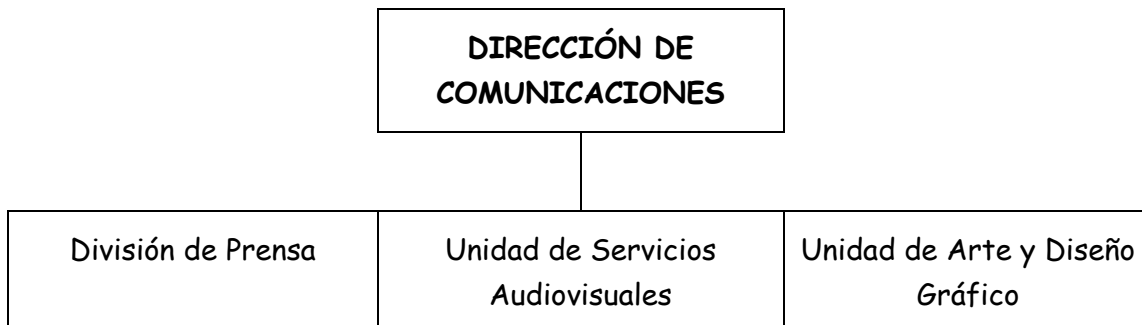 DIRECCIÓN DE
COMUNICACIONES
División de Prensa
Unidad de Servicios
Audiovisuales
Unidad de Arte y Diseño
Gráfico